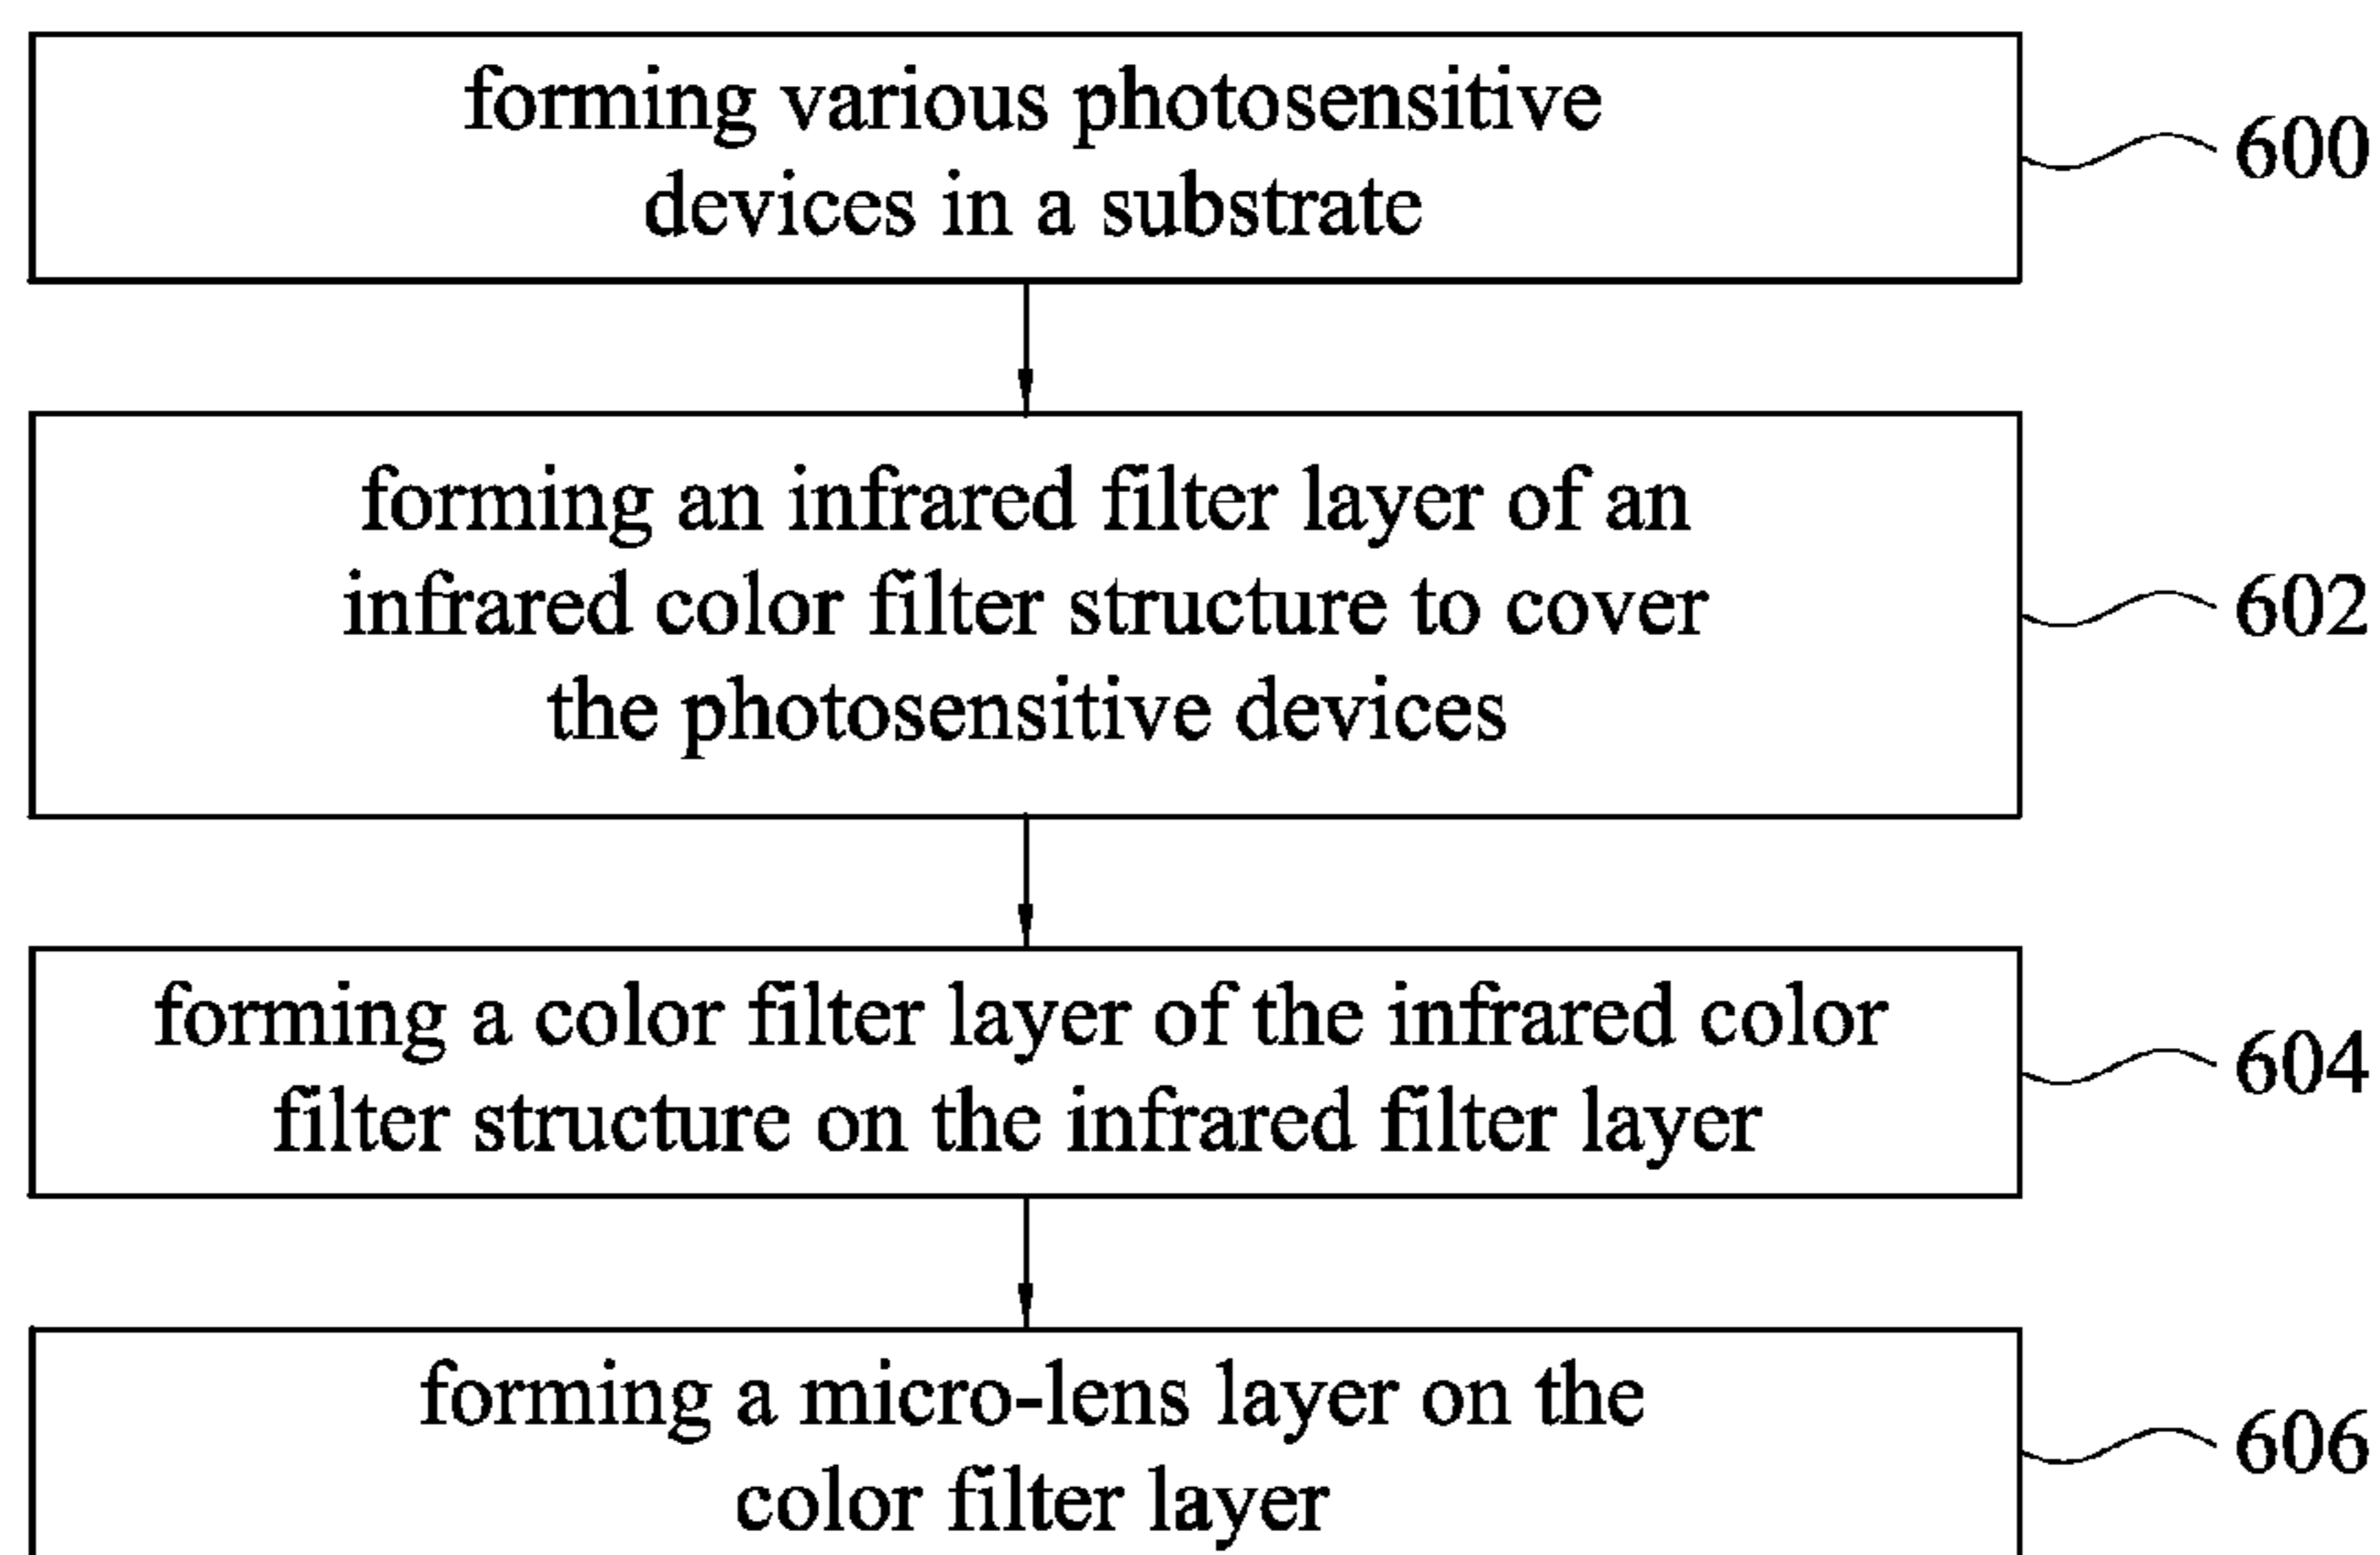 forming various photosensitive
devices in a substrate
600
forming an infrared filter layer of an
infrared color filter structure to cover
the photosensitive devices
602
forming a color filter layer of the infrared color
filter structure on the infrared filter layer
604
forming a micro-lens layer on the
color filter layer
606